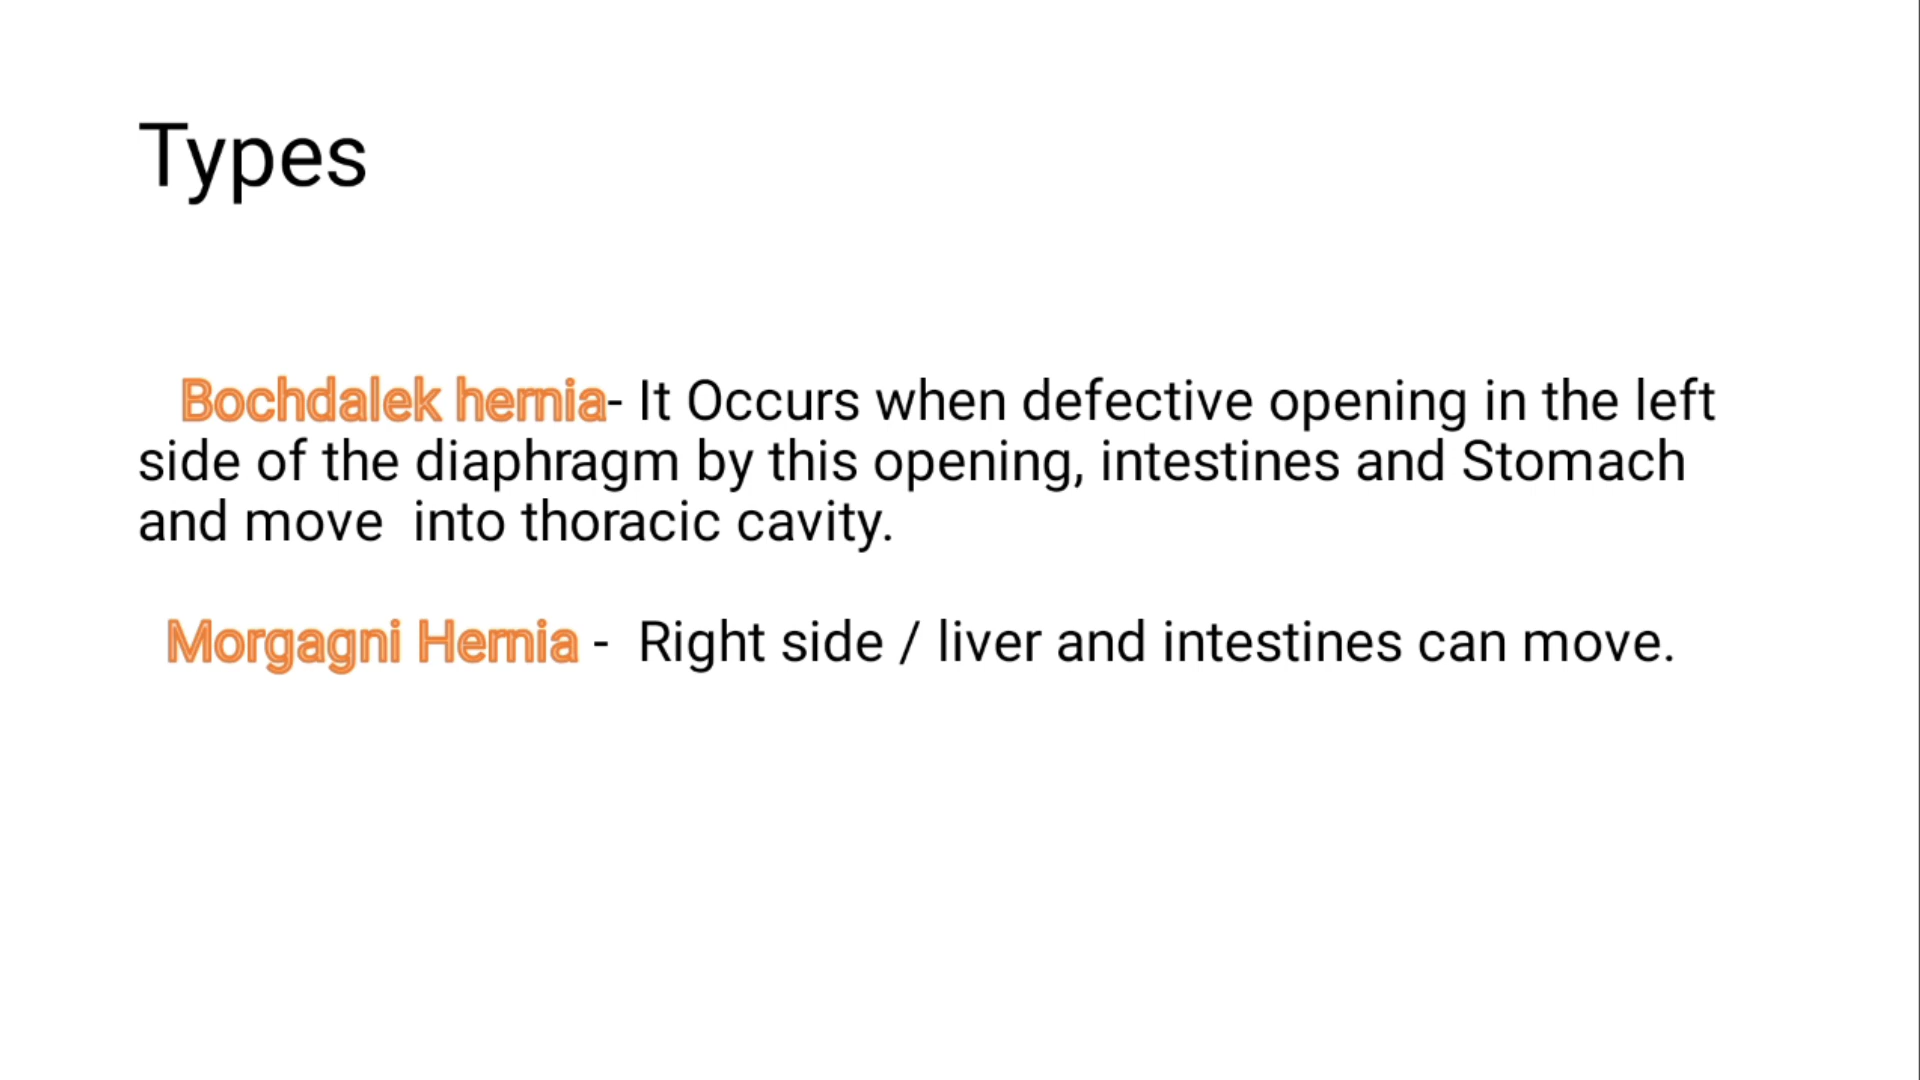 Types
Bochdalek hernia- It Occurs when defective opening in the left
side of the diaphragm by this opening, intestines and Stomach
and move  into thoracic cavity.
Morgagni Hernia -  Right side / liver and intestines can move.